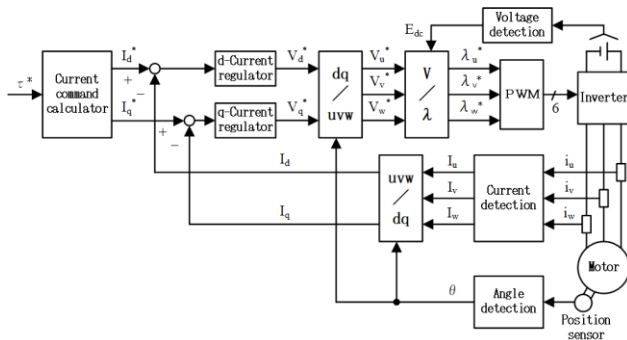 E_dc
Voltage
detection
τ*
Current
command
calculator
I_d*
+
−
d-Current
regulator
V_d*
dq
/
uvw
V_u*
V_v*
V_w*
V
/
λ
λ_u*
λ_v*
λ_w*
PWM
6
Inverter
I_q*
+
−
q-Current
regulator
V_q*
I_d
I_q
uvw
/
dq
I_u
I_v
I_w
Current
detection
i_u
i_v
i_w
Motor
θ
Angle
detection
Position
sensor